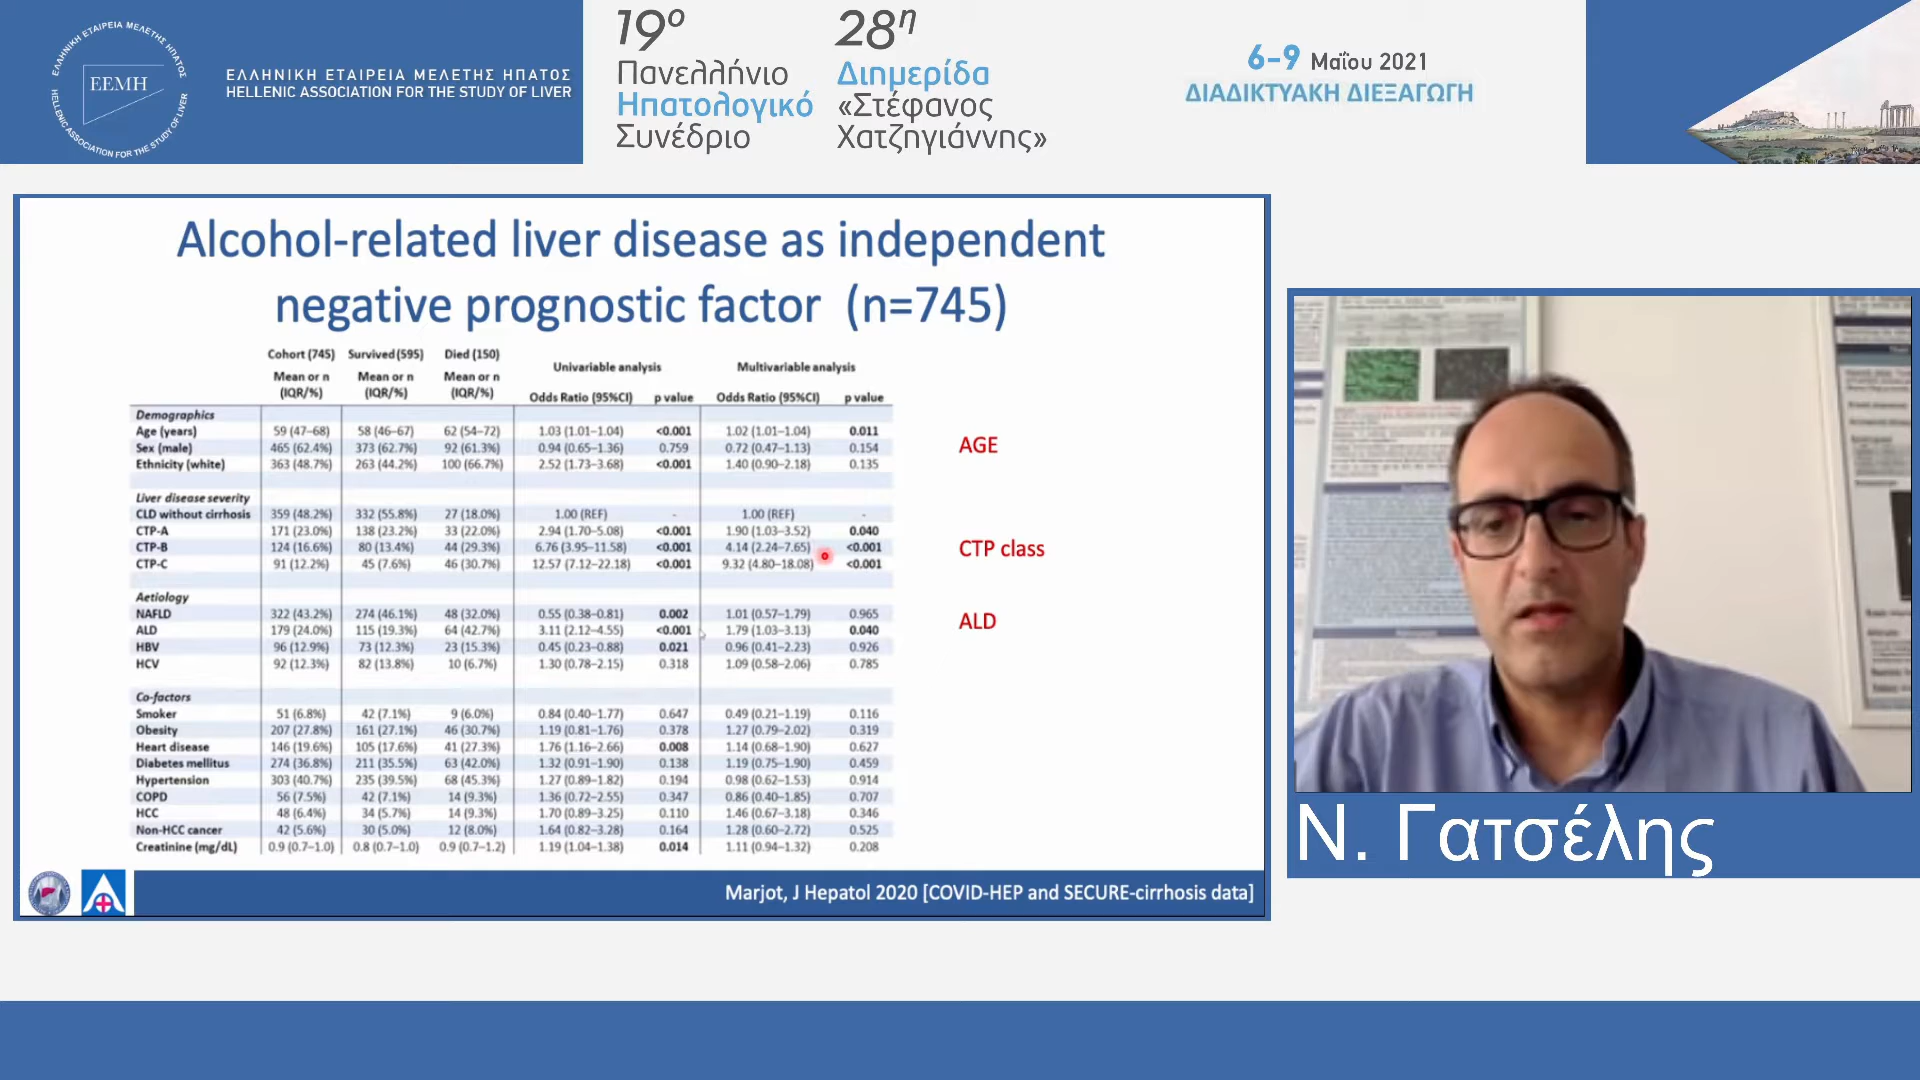 ΕΛΛΗΝΙΚΗ ΕΤΑΙΡΕΙΑ ΜΕΛΕΤΗΣ ΗΠΑΤΟΣ
ΕΕΜΗ
HELLENIC ASSOCIATION FOR THE STUDY OF LIVER
ΕΛΛΗΝΙΚΗ ΕΤΑΙΡΕΙΑ ΜΕΛΕΤΗΣ ΗΠΑΤΟΣ
HELLENIC ASSOCIATION FOR THE STUDY OF LIVER
19ο
Πανελλήνιο
Ηπατολογικό
Συνέδριο
28η
Διημερίδα
«Στέφανος
Χατζηγιάννης»
6-9 Μαΐου 2021
ΔΙΑΔΙΚΤΥΑΚΗ ΔΙΕΞΑΓΩΓΗ
Alcohol-related liver disease as independent
negative prognostic factor (n=745)
Cohort (745) Survived (595) Died (150)
Univariable analysis Multivariable analysis
Mean or n Mean or n Mean or n
(IQR/%) (IQR/%) (IQR/%) Odds Ratio (95%CI) p value Odds Ratio (95%CI) p value
Demographics
Age (years) 59 (47–68) 58 (46–67) 62 (54–72) 1.03 (1.01–1.04) <0.001 1.02 (1.01–1.04) 0.011
Sex (male) 465 (62.4%) 373 (62.7%) 92 (61.3%) 0.94 (0.65–1.36) 0.759 0.72 (0.47–1.13) 0.154
Ethnicity (white) 363 (48.7%) 263 (44.2%) 100 (66.7%) 2.52 (1.73–3.68) <0.001 1.40 (0.90–2.18) 0.135
Liver disease severity
CLD without cirrhosis 359 (48.2%) 332 (55.8%) 27 (18.0%) 1.00 (REF) - 1.00 (REF) -
CTP-A 171 (23.0%) 138 (23.2%) 33 (22.0%) 2.94 (1.70–5.08) <0.001 1.90 (1.03–3.52) 0.040
CTP-B 124 (16.6%) 80 (13.4%) 44 (29.3%) 6.76 (3.95–11.58) <0.001 4.14 (2.24–7.65) <0.001
CTP-C 91 (12.2%) 45 (7.6%) 46 (30.7%) 12.57 (7.12–22.18) <0.001 9.32 (4.80–18.08) <0.001
Aetiology
NAFLD 322 (43.2%) 274 (46.1%) 48 (32.0%) 0.55 (0.38–0.81) 0.002 1.01 (0.57–1.79) 0.965
ALD 179 (24.0%) 115 (19.3%) 64 (42.7%) 3.11 (2.12–4.55) <0.001 1.79 (1.03–3.13) 0.040
HBV 96 (12.9%) 73 (12.3%) 23 (15.3%) 0.45 (0.23–0.88) 0.021 0.96 (0.41–2.23) 0.926
HCV 92 (12.3%) 82 (13.8%) 10 (6.7%) 1.30 (0.78–2.15) 0.318 1.09 (0.58–2.06) 0.785
Co-factors
Smoker 51 (6.8%) 42 (7.1%) 9 (6.0%) 0.84 (0.40–1.77) 0.647 0.49 (0.21–1.19) 0.116
Obesity 207 (27.8%) 161 (27.1%) 46 (30.7%) 1.19 (0.81–1.76) 0.378 1.27 (0.79–2.02) 0.319
Heart disease 146 (19.6%) 105 (17.6%) 41 (27.3%) 1.76 (1.16–2.66) 0.008 1.14 (0.68–1.90) 0.627
Diabetes mellitus 274 (36.8%) 211 (35.5%) 63 (42.0%) 1.32 (0.91–1.90) 0.138 1.19 (0.75–1.90) 0.459
Hypertension 303 (40.7%) 235 (39.5%) 68 (45.3%) 1.27 (0.89–1.82) 0.194 0.98 (0.62–1.53) 0.914
COPD 56 (7.5%) 42 (7.1%) 14 (9.3%) 1.36 (0.72–2.55) 0.347 0.86 (0.40–1.85) 0.707
HCC 48 (6.4%) 34 (5.7%) 14 (9.3%) 1.70 (0.89–3.25) 0.110 1.46 (0.67–3.18) 0.346
Non-HCC cancer 42 (5.6%) 30 (5.0%) 12 (8.0%) 1.64 (0.82–3.28) 0.164 1.28 (0.60–2.72) 0.525
Creatinine (mg/dL) 0.9 (0.7–1.0) 0.8 (0.7–1.0) 0.9 (0.7–1.2) 1.19 (1.04–1.38) 0.014 1.11 (0.94–1.32) 0.208
AGE
CTP class
ALD
Marjot, J Hepatol 2020 [COVID-HEP and SECURE-cirrhosis data]
Ν. Γατσέλης